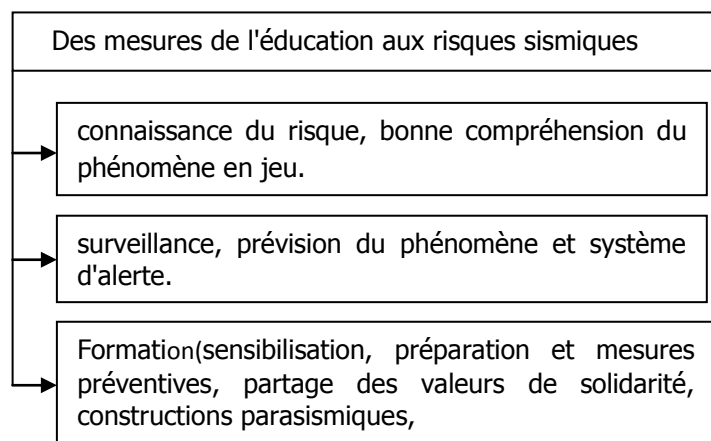 Des mesures de l'éducation aux risques sismiques
connaissance du risque, bonne compréhension du
phénomène en jeu.
surveillance, prévision du phénomène et système
d'alerte.
Formation(sensibilisation, préparation et mesures
préventives, partage des valeurs de solidarité,
constructions parasismiques,